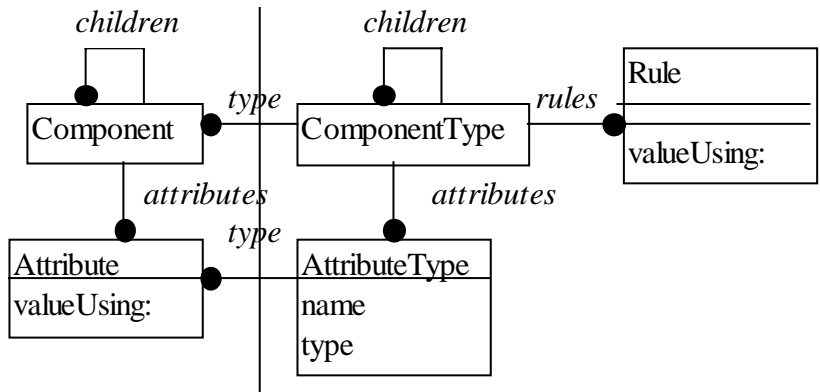 children
children
Rule
type
rules
Component
ComponentType
valueUsing:
attributes
attributes
type
Attribute
AttributeType
valueUsing:
name
type